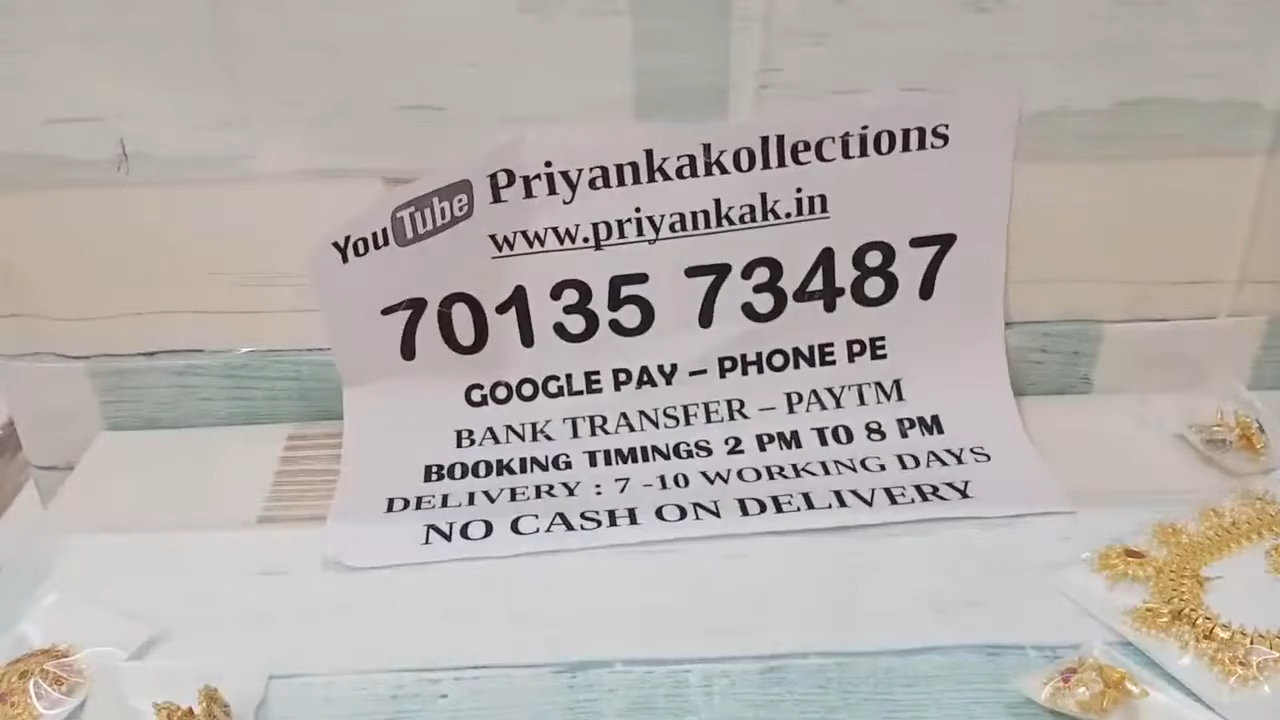 YouTube Priyankakollections
www.priyankak.in
70135 73487
GOOGLE PAY – PHONE PE
BANK TRANSFER – PAYTM
BOOKING TIMINGS 2 PM TO 8 PM
DELIVERY : 7 -10 WORKING DAYS
NO CASH ON DELIVERY